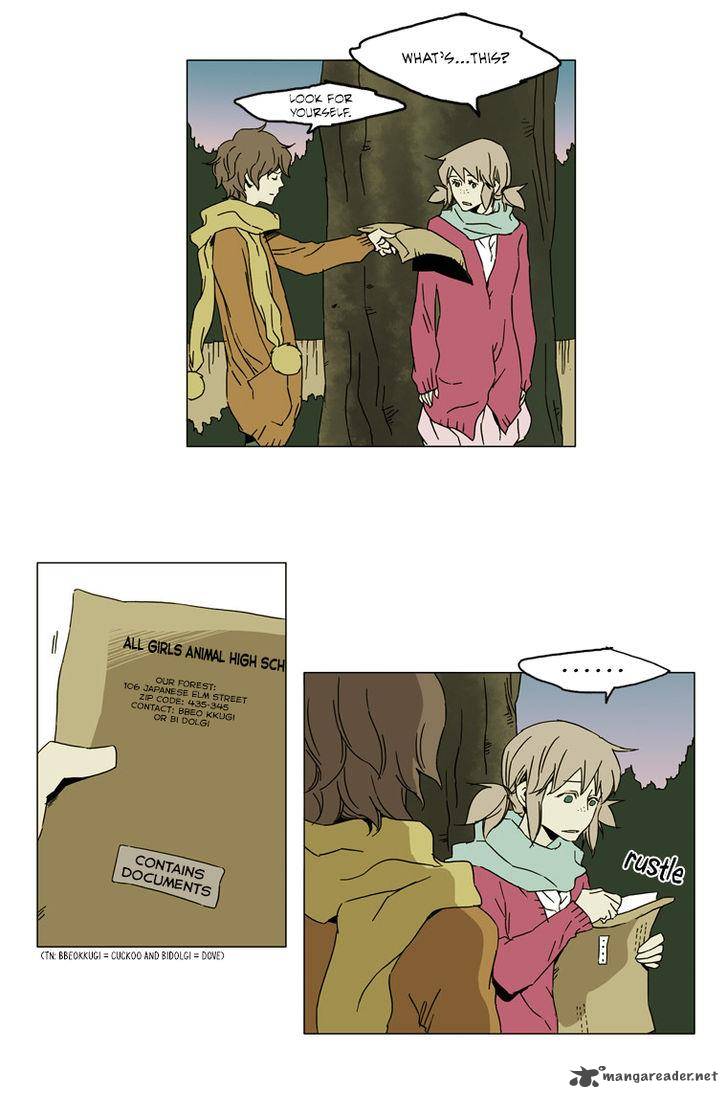 WHAT'S...THIS?
LOOK FOR
YOURSELF.
ALL GIRLS ANIMAL HIGH SCH
OUR FOREST:
106 JAPANESE ELM STREET
ZIP CODE: 435-345
CONTACT: BBEO KKUGI
OR BI DOLGI
CONTAINS
DOCUMENTS
(TN: BBEOKKUGI = CUCKOO AND BIDOLGI = DOVE)
......
rustle
mangareader.net